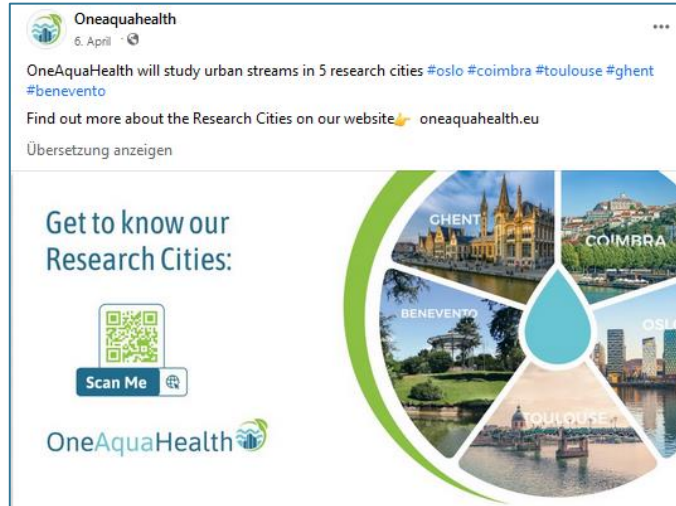 Oneaquahealth
6. April ·
OneAquaHealth will study urban streams in 5 research cities #oslo #coimbra #toulouse #ghent
#benevento
Find out more about the Research Cities on our website👉 oneaquahealth.eu
Übersetzung anzeigen
Get to know our
Research Cities:
Scan Me
OneAquaHealth
GHENT
COIMBRA
BENEVENTO
OSL
TOULOUSE